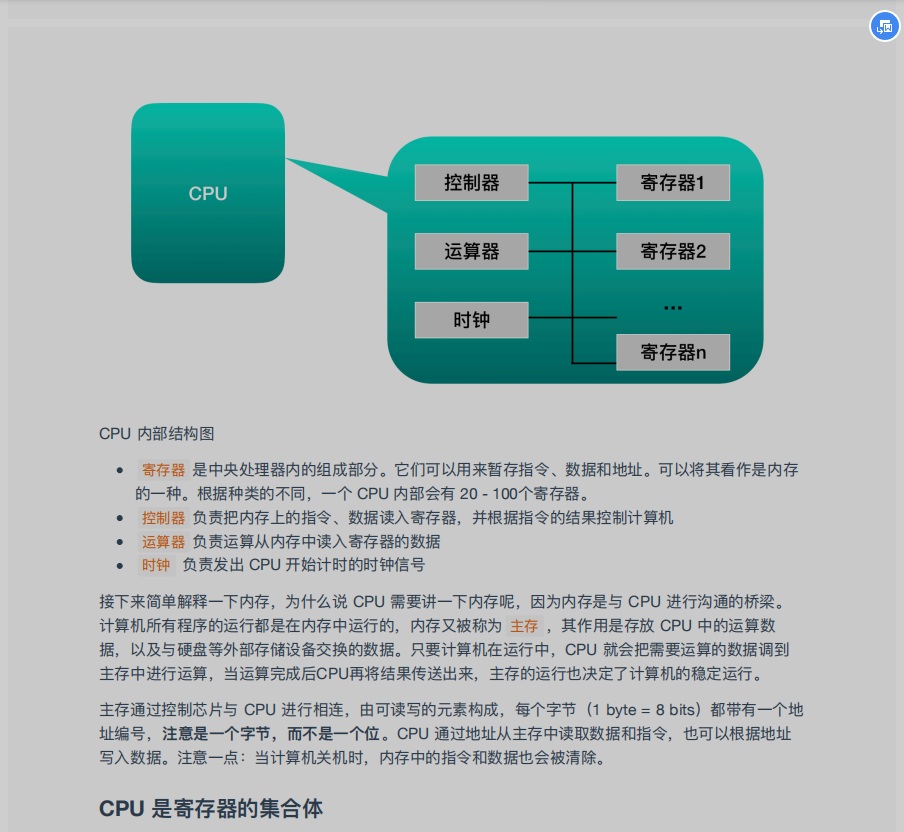 CPU
控制器
寄存器1
运算器
寄存器2
...
时钟
寄存器n
CPU 内部结构图
• 寄存器 是中央处理器内的组成部分。它们可以用来暂存指令、数据和地址。可以将其看作是内存
的一种。根据种类的不同，一个 CPU 内部会有 20 - 100个寄存器。
• 控制器 负责把内存上的指令、数据读入寄存器，并根据指令的结果控制计算机
• 运算器 负责运算从内存中读入寄存器的数据
• 时钟 负责发出 CPU 开始计时的时钟信号
接下来简单解释一下内存，为什么说 CPU 需要讲一下内存呢，因为内存是与 CPU 进行沟通的桥梁。
计算机所有程序的运行都是在内存中运行的，内存又被称为 主存 ，其作用是存放 CPU 中的运算数
据，以及与硬盘等外部存储设备交换的数据。只要计算机在运行中，CPU 就会把需要运算的数据调到
主存中进行运算，当运算完成后CPU再将结果传送出来，主存的运行也决定了计算机的稳定运行。
主存通过控制芯片与 CPU 进行相连，由可读写的元素构成，每个字节（1 byte = 8 bits）都带有一个地
址编号，注意是一个字节，而不是一个位。CPU 通过地址从主存中读取数据和指令，也可以根据地址
写入数据。注意一点：当计算机关机时，内存中的指令和数据也会被清除。
CPU 是寄存器的集合体